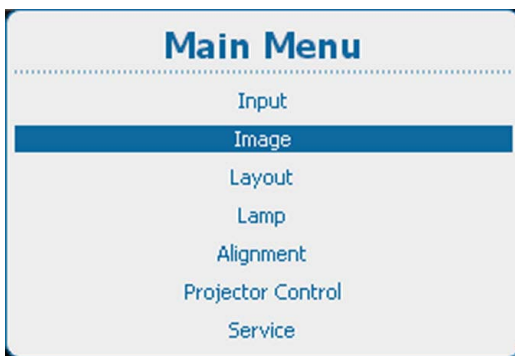 Main Menu
Input
Image
Layout
Lamp
Alignment
Projector Control
Service